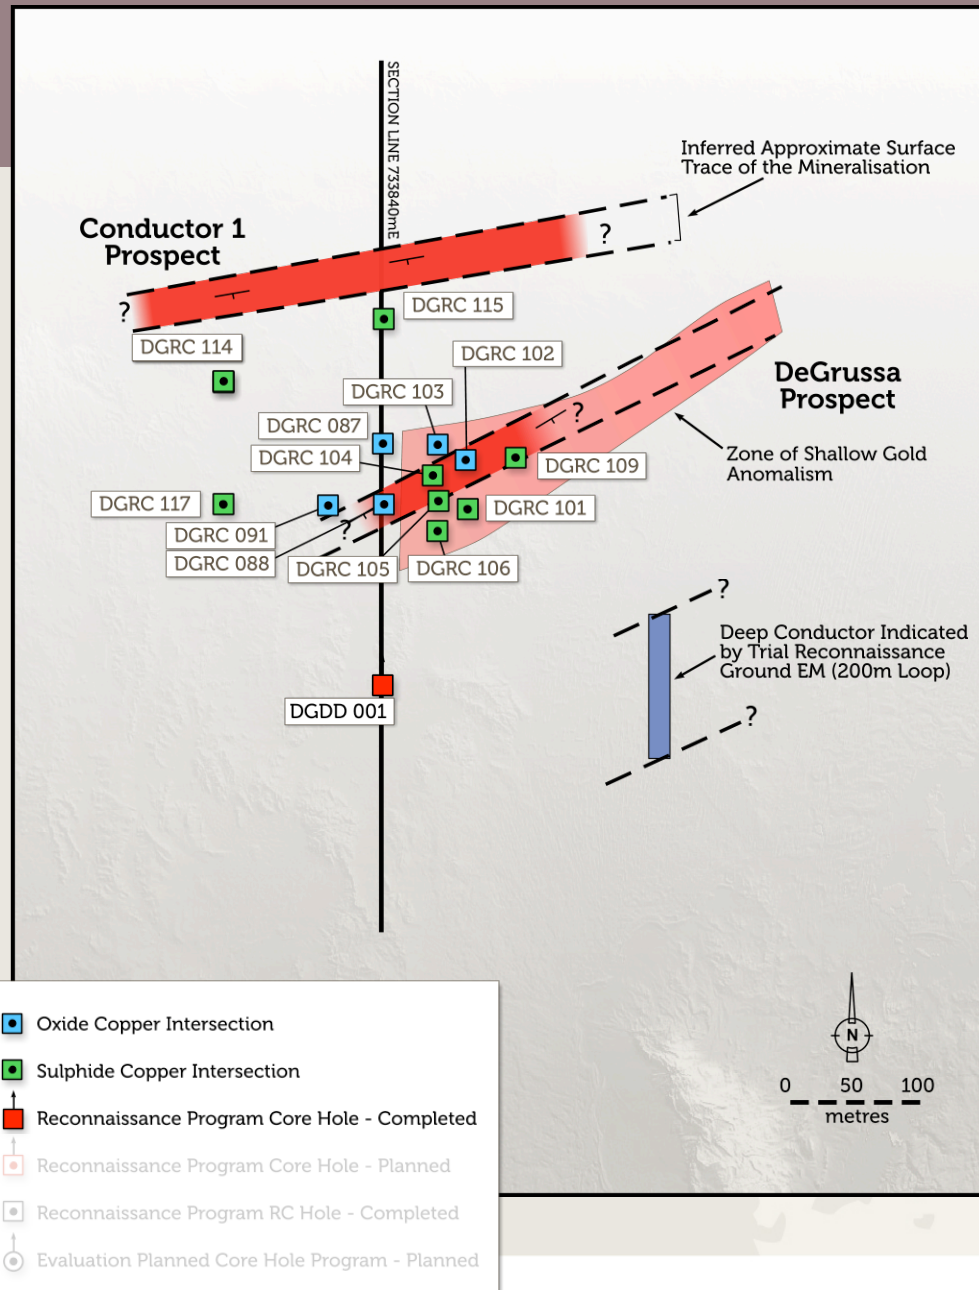 SECTION LINE 733840mE
Inferred Approximate Surface
Trace of the Mineralisation
Conductor 1
Prospect
?
?
DGRC 115
DGRC 114
DGRC 102
DGRC 103
DeGrussa
Prospect
?
DGRC 087
DGRC 104
DGRC 109
Zone of Shallow Gold
Anomalism
DGRC 117
DGRC 101
DGRC 091
?
DGRC 088
DGRC 105
DGRC 106
?
Deep Conductor Indicated
by Trial Reconnaissance
Ground EM (200m Loop)
DGDD 001
?
Oxide Copper Intersection
Sulphide Copper Intersection
Reconnaissance Program Core Hole - Completed
Reconnaissance Program Core Hole - Planned
Reconnaissance Program RC Hole - Completed
Evaluation Planned Core Hole Program - Planned
N
0 50 100
metres